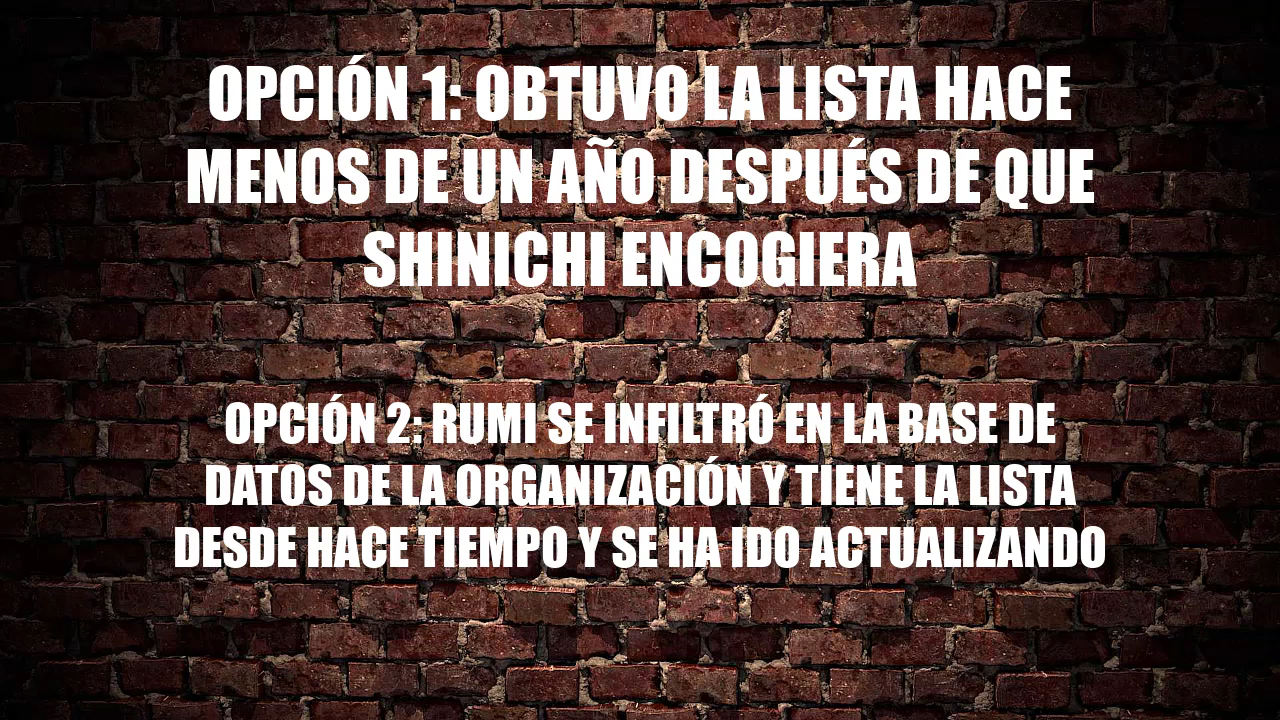 OPCIÓN 1: OBTUVO LA LISTA HACE
MENOS DE UN AÑO DESPUÉS DE QUE
SHINICHI ENCOGIERA
OPCIÓN 2: RUMI SE INFILTRÓ EN LA BASE DE
DATOS DE LA ORGANIZACIÓN Y TIENE LA LISTA
DESDE HACE TIEMPO Y SE HA IDO ACTUALIZANDO